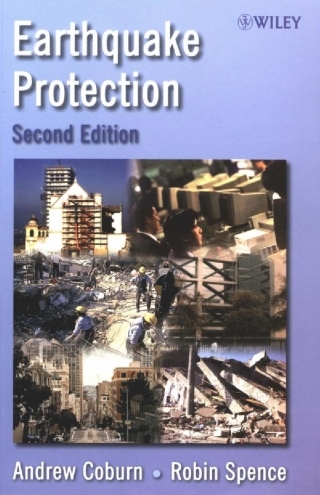 WILEY
Earthquake
Protection
Second Edition
Andrew Coburn • Robin Spence